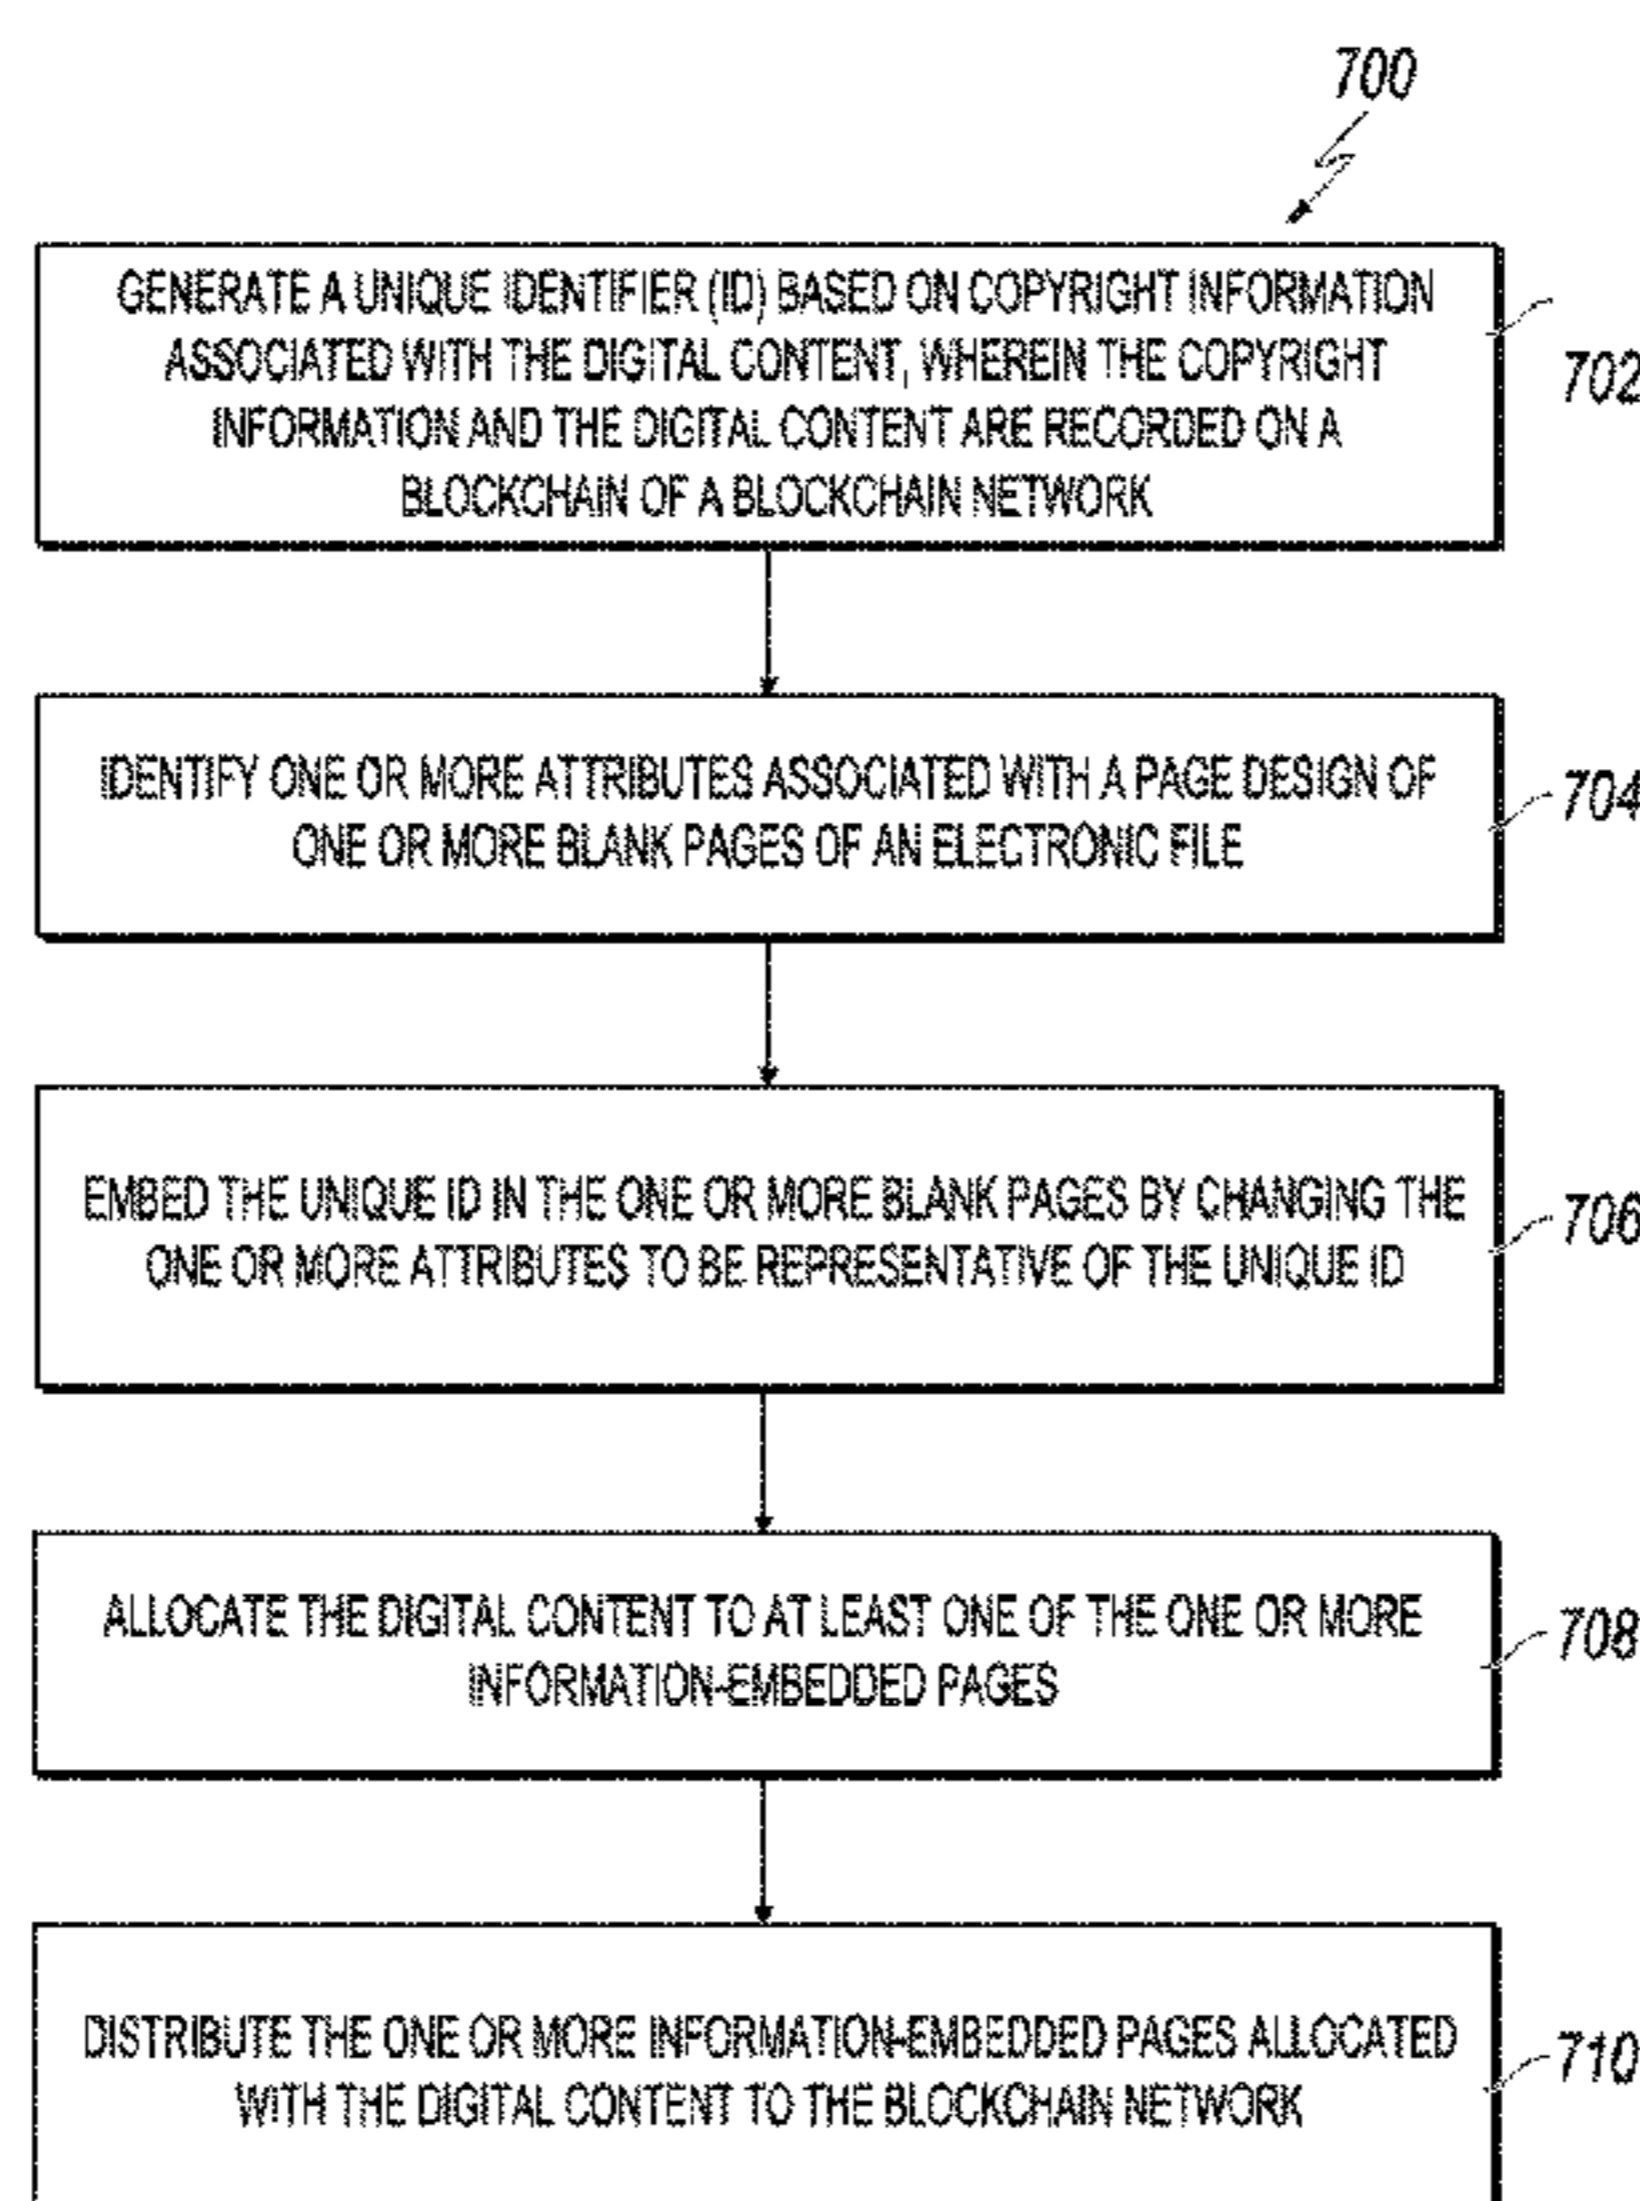 700
GENERATE A UNIQUE IDENTIFIER (ID) BASED ON COPYRIGHT INFORMATION
ASSOCIATED WITH THE DIGITAL CONTENT, WHEREIN THE COPYRIGHT
INFORMATION AND THE DIGITAL CONTENT ARE RECORDED ON A
BLOCKCHAIN OF A BLOCKCHAIN NETWORK
702
IDENTIFY ONE OR MORE ATTRIBUTES ASSOCIATED WITH A PAGE DESIGN OF
ONE OR MORE BLANK PAGES OF AN ELECTRONIC FILE
704
EMBED THE UNIQUE ID IN THE ONE OR MORE BLANK PAGES BY CHANGING THE
ONE OR MORE ATTRIBUTES TO BE REPRESENTATIVE OF THE UNIQUE ID
706
ALLOCATE THE DIGITAL CONTENT TO AT LEAST ONE OF THE ONE OR MORE
INFORMATION-EMBEDDED PAGES
708
DISTRIBUTE THE ONE OR MORE INFORMATION-EMBEDDED PAGES ALLOCATED
WITH THE DIGITAL CONTENT TO THE BLOCKCHAIN NETWORK
710